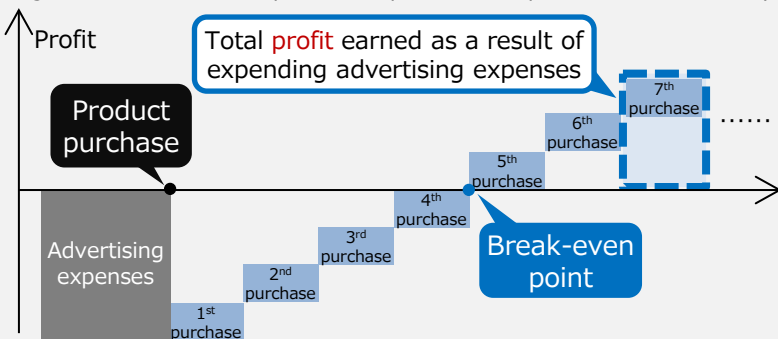 Profit
Total profit earned as a result of
expending advertising expenses
Product
purchase
7th
purchase
......
6th
purchase
5th
purchase
4th
purchase
3rd
purchase
2nd
purchase
1st
purchase
Advertising
expenses
Break-even
point